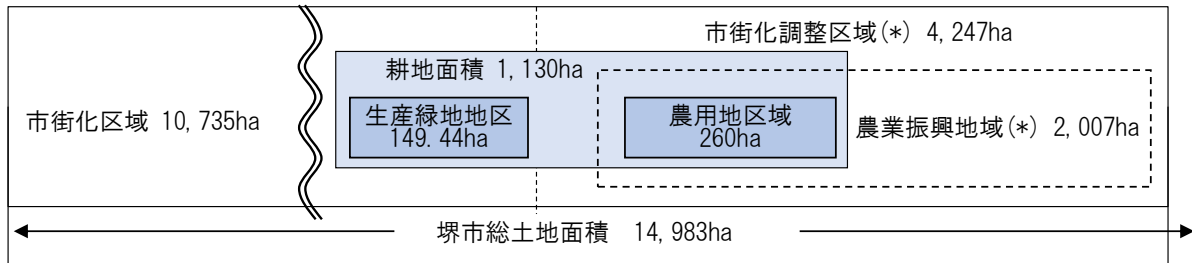 市街化調整区域(*) 4,247ha
耕地面積 1,130ha
市街化区域 10,735ha
生産緑地地区
149.44ha
農用地区域
260ha
農業振興地域(*) 2,007ha
堺市総土地面積 14,983ha